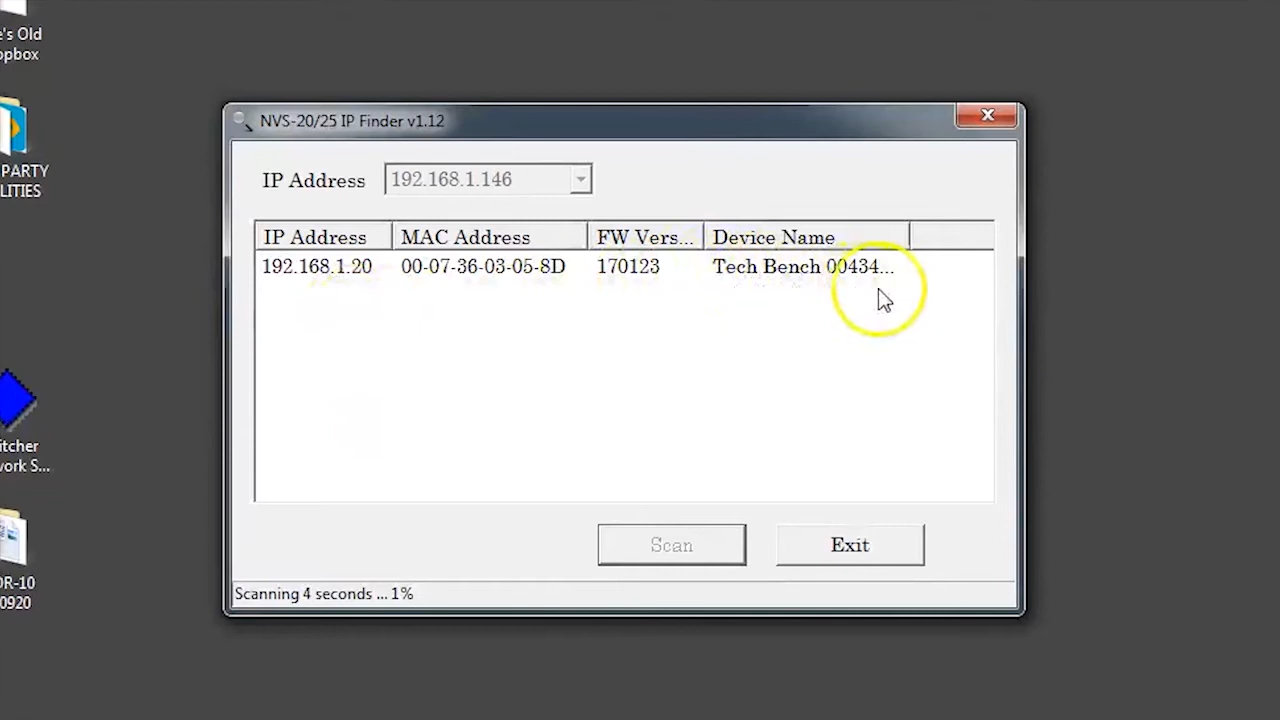 e's Old
opbox
PARTY
LITIES
itcher
work S...
DR-10
0920
NVS-20/25 IP Finder v1.12
IP Address 192.168.1.146
IP Address MAC Address FW Vers... Device Name
192.168.1.20 00-07-36-03-05-8D 170123 Tech Bench 00434...
Scan Exit
Scanning 4 seconds ... 1%